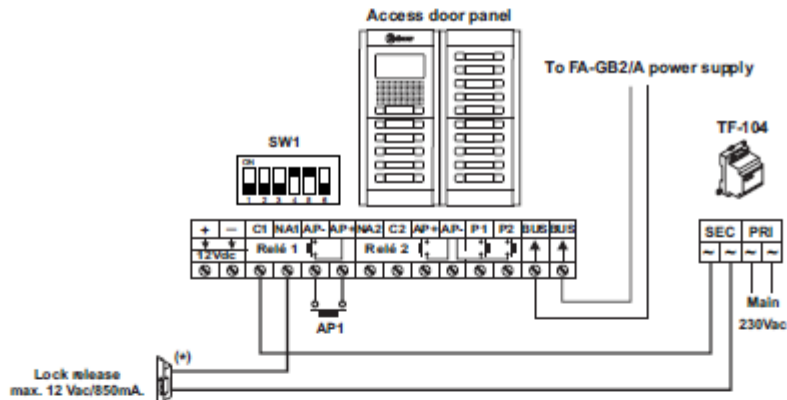 Access door panel
To FA-GB2/A power supply
TF-104
SW1
ON
1 2 3 4 5 6
+ – C1 NA1 AP- AP+ NA2 C2 AP+ AP- P1 P2 BUS BUS
12Vdc Relé 1 Relé 2
SEC PRI
~ ~ ~ ~
Main
230Vac
AP1
(*)
Lock release
max. 12 Vac/850mA.